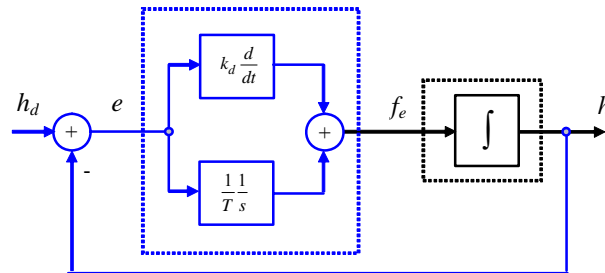 h_d
+
-
e
k_d d/dt
1/T 1/s
+
f_e
∫
h